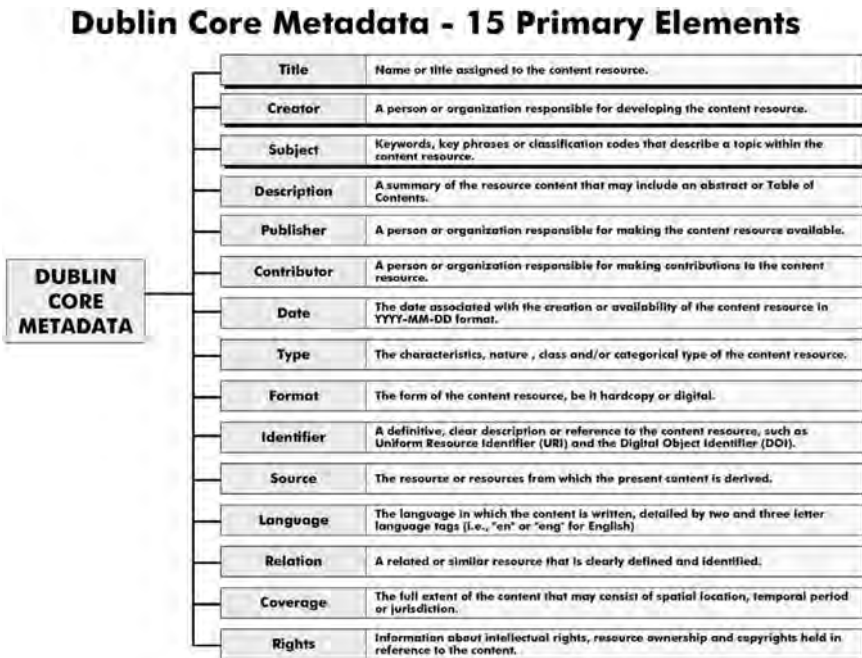 Dublin Core Metadata - 15 Primary Elements
DUBLIN
CORE
METADATA
Title
Name or title assigned to the content resource.
Creator
A person or organization responsible for developing the content resource.
Subject
Keywords, key phrases or classification codes that describe a topic within the
content resource.
Description
A summary of the resource content that may include an abstract or Table of
Contents.
Publisher
A person or organization responsible for making the content resource available.
Contributor
A person or organization responsible for making contributions to the content
resource.
Date
The date associated with the creation or availability of the content resource in
YYYY-MM-DD format.
Type
The characteristics, nature , class and/or categorical type of the content resource.
Format
The form of the content resource, be it hardcopy or digital.
Identifier
A definitive, clear description or reference to the content resource, such as
Uniform Resource Identifier (URI) and the Digital Object Identifier (DOI).
Source
The resource or resources from which the present content is derived.
Language
The language in which the content is written, detailed by two and three letter
language tags (i.e., "en" or "eng" for English)
Relation
A related or similar resource that is clearly defined and identified.
Coverage
The full extent of the content that may consist of spatial location, temporal period
or jurisdiction.
Rights
Information about intellectual rights, resource ownership and copyrights held in
reference to the content.